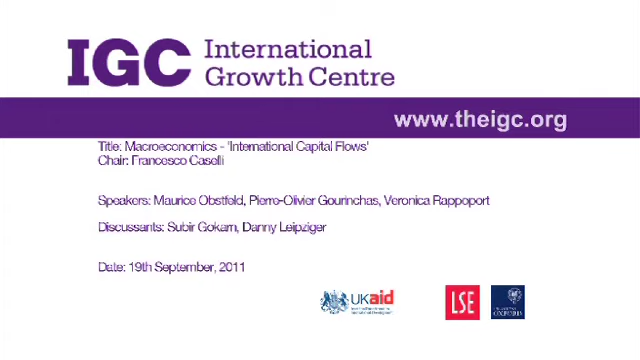 IGC International
Growth Centre
www.theigc.org
Title: Macroeconomics - 'International Capital Flows'
Chair: Francesco Caselli
Speakers: Maurice Obstfeld, Pierre-Olivier Gourinchas, Veronica Rappoport
Discussants: Subir Gokarn, Danny Leipziger
Date: 19th September, 2011
UKaid
LSE
OXFORD